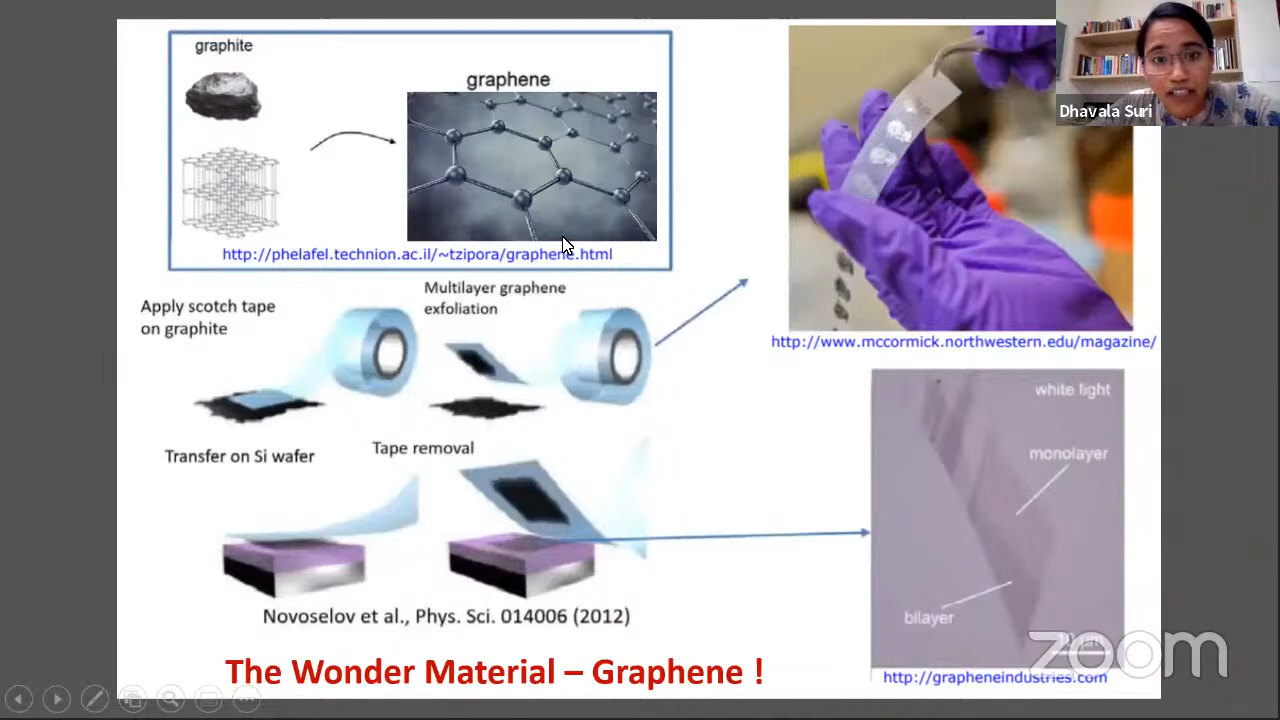 graphite
graphene
http://phelafel.technion.ac.il/~tzipora/graphene.html
Dhavala Suri
Apply scotch tape
on graphite
Multilayer graphene
exfoliation
http://www.mccormick.northwestern.edu/magazine/
Transfer on Si wafer
Tape removal
white light
monolayer
bilayer
10 µm
Novoselov et al., Phys. Sci. 014006 (2012)
The Wonder Material – Graphene !
http://grapheneindustries.com
zoom